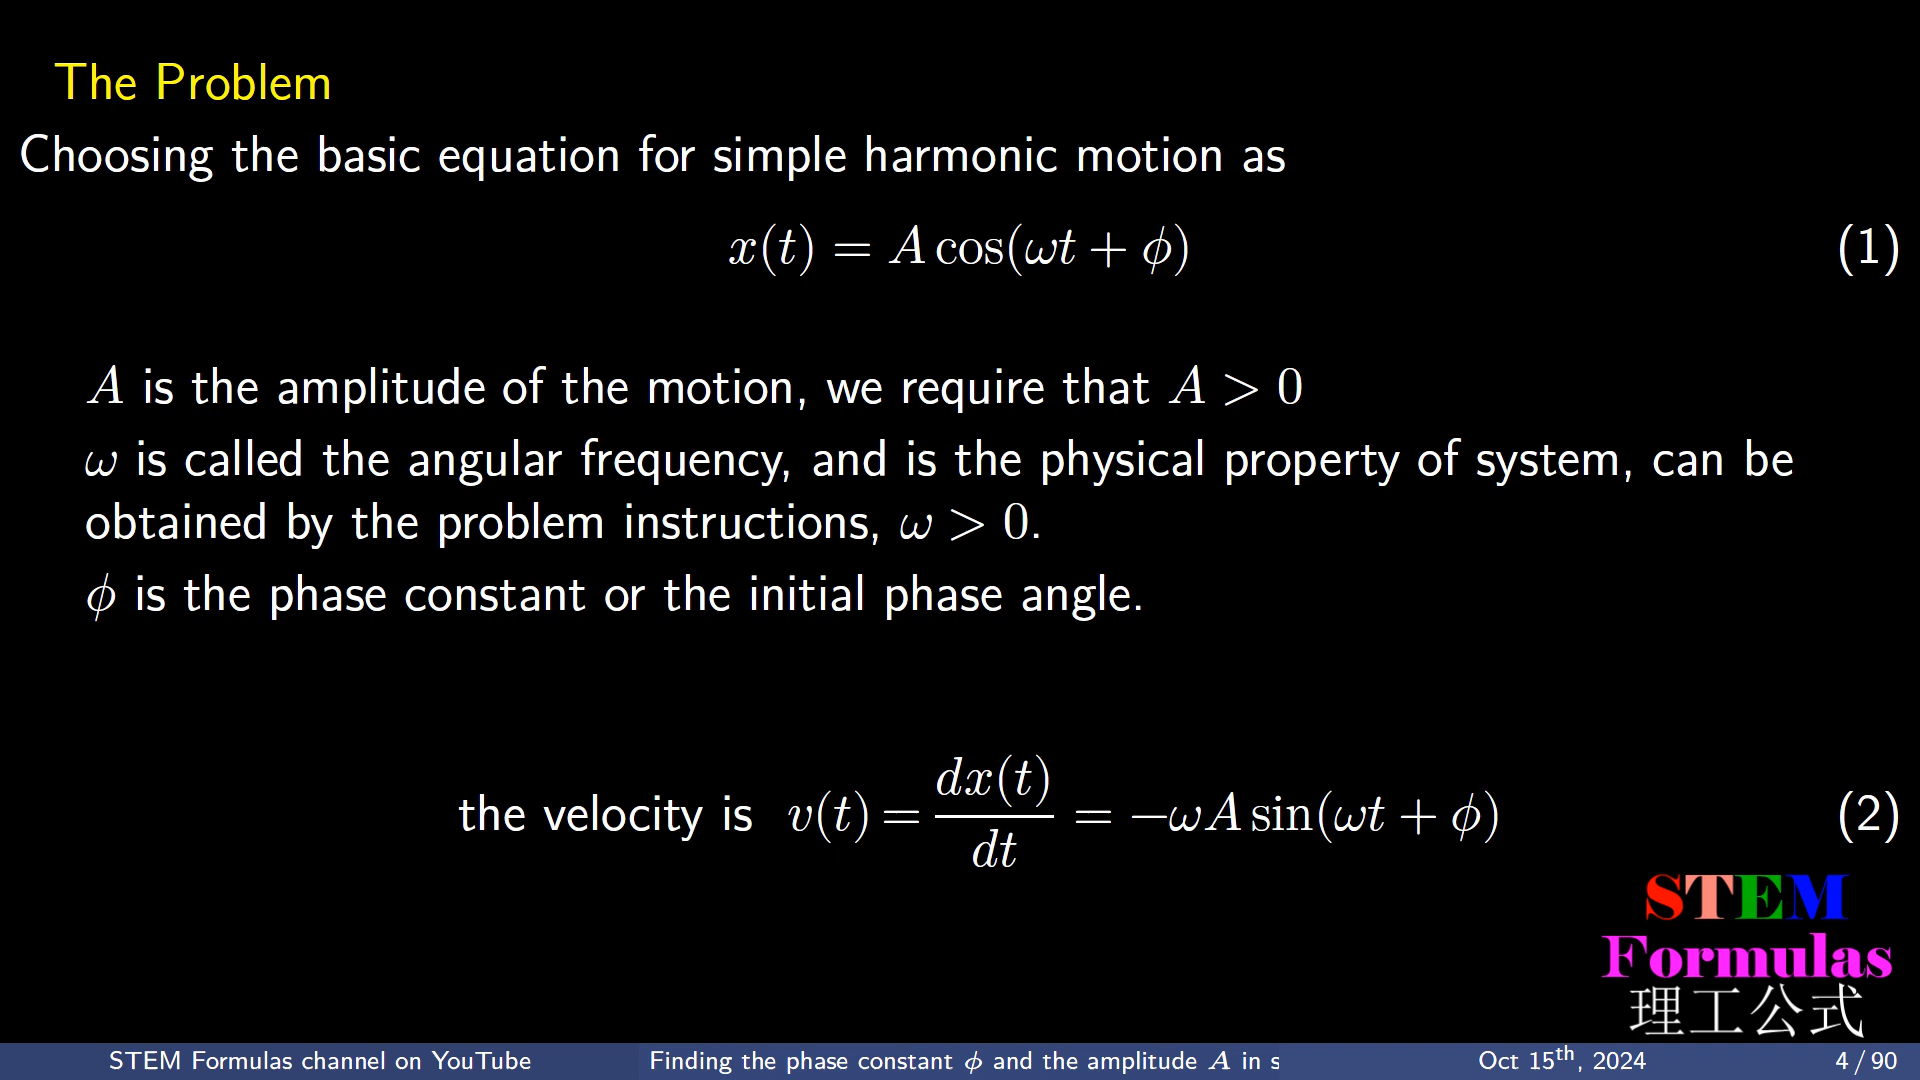 The Problem
Choosing the basic equation for simple harmonic motion as
x(t) = A cos(ωt + ϕ) (1)
A is the amplitude of the motion, we require that A > 0
ω is called the angular frequency, and is the physical property of system, can be
obtained by the problem instructions, ω > 0.
ϕ is the phase constant or the initial phase angle.
the velocity is v(t) = dx(t)/dt = −ωA sin(ωt + ϕ) (2)
STEM
Formulas
理工公式
STEM Formulas channel on YouTube Finding the phase constant ϕ and the amplitude A in s Oct 15th, 2024 4 / 90